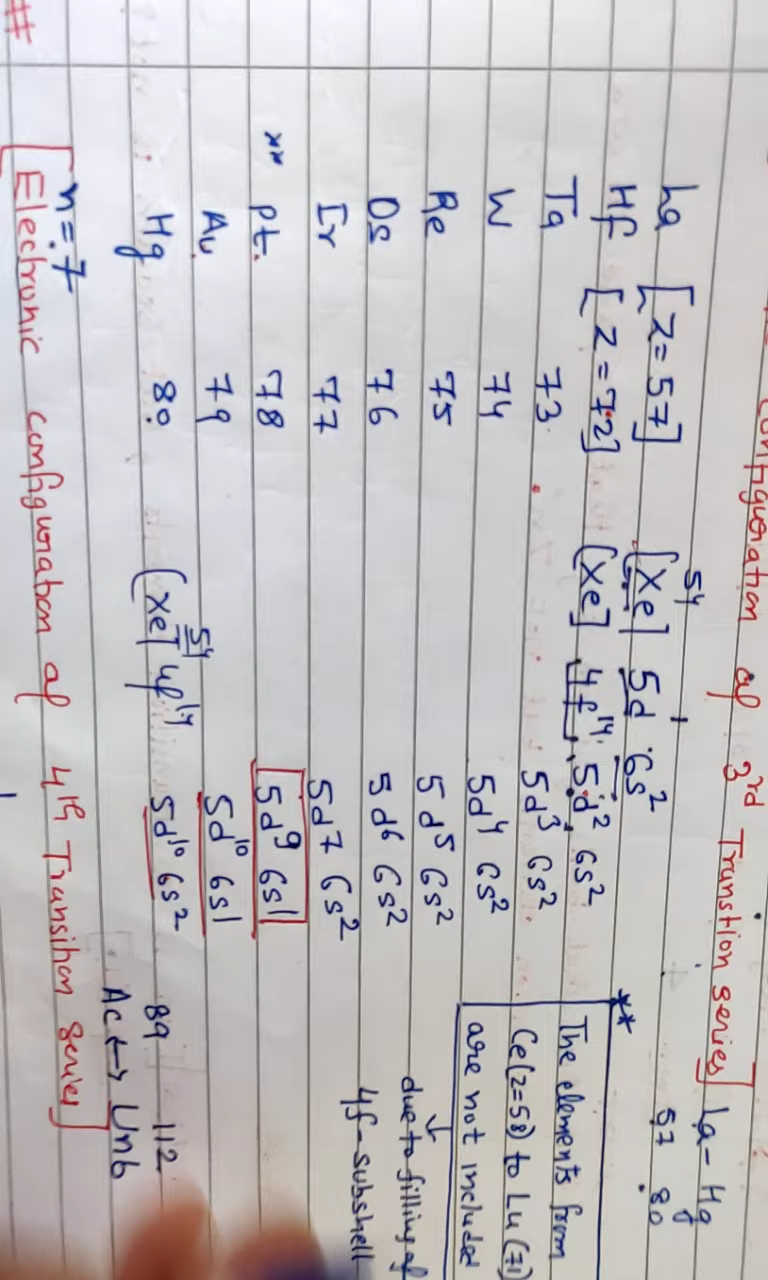 Configuration of 3rd Transtion series] La - Hg
57 80
La [Z=57] [Xe]54 5d1 6s2
Hf [Z=72] [Xe] 4f14 5d2 6s2
Ta 73 5d3 6s2
W 74 5d4 6s2
Re 75 5d5 6s2
Os 76 5d6 6s2
Ir 77 5d7 6s2
** Pt. 78 5d9 6s1
Au 79 5d10 6s1
Hg 80 [Xe]54 4f14 5d10 6s2
** The elements from
Ce(z=58) to Lu (71)
are not included
↓
due to filling of
4f-subshell
n=7
89 112
Ac ↔ Unb
# [Electronic configuration of 4th Transition series]